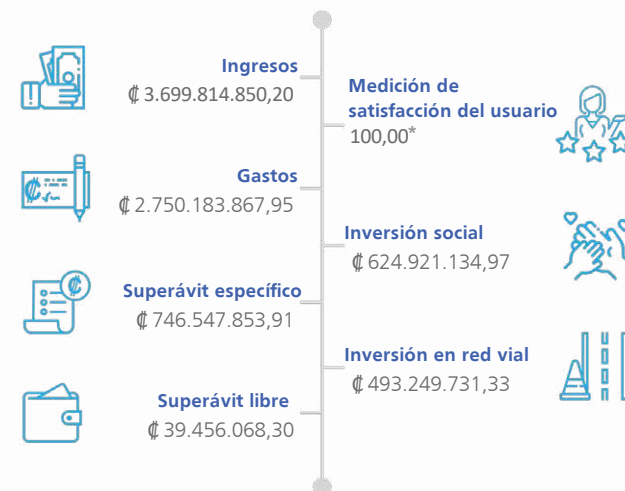 Ingresos
₡ 3.699.814.850,20
Medición de
satisfacción del usuario
100,00*
Gastos
₡ 2.750.183.867,95
Inversión social
₡ 624.921.134,97
Superávit específico
₡ 746.547.853,91
Inversión en red vial
₡ 493.249.731,33
Superávit libre
₡ 39.456.068,30